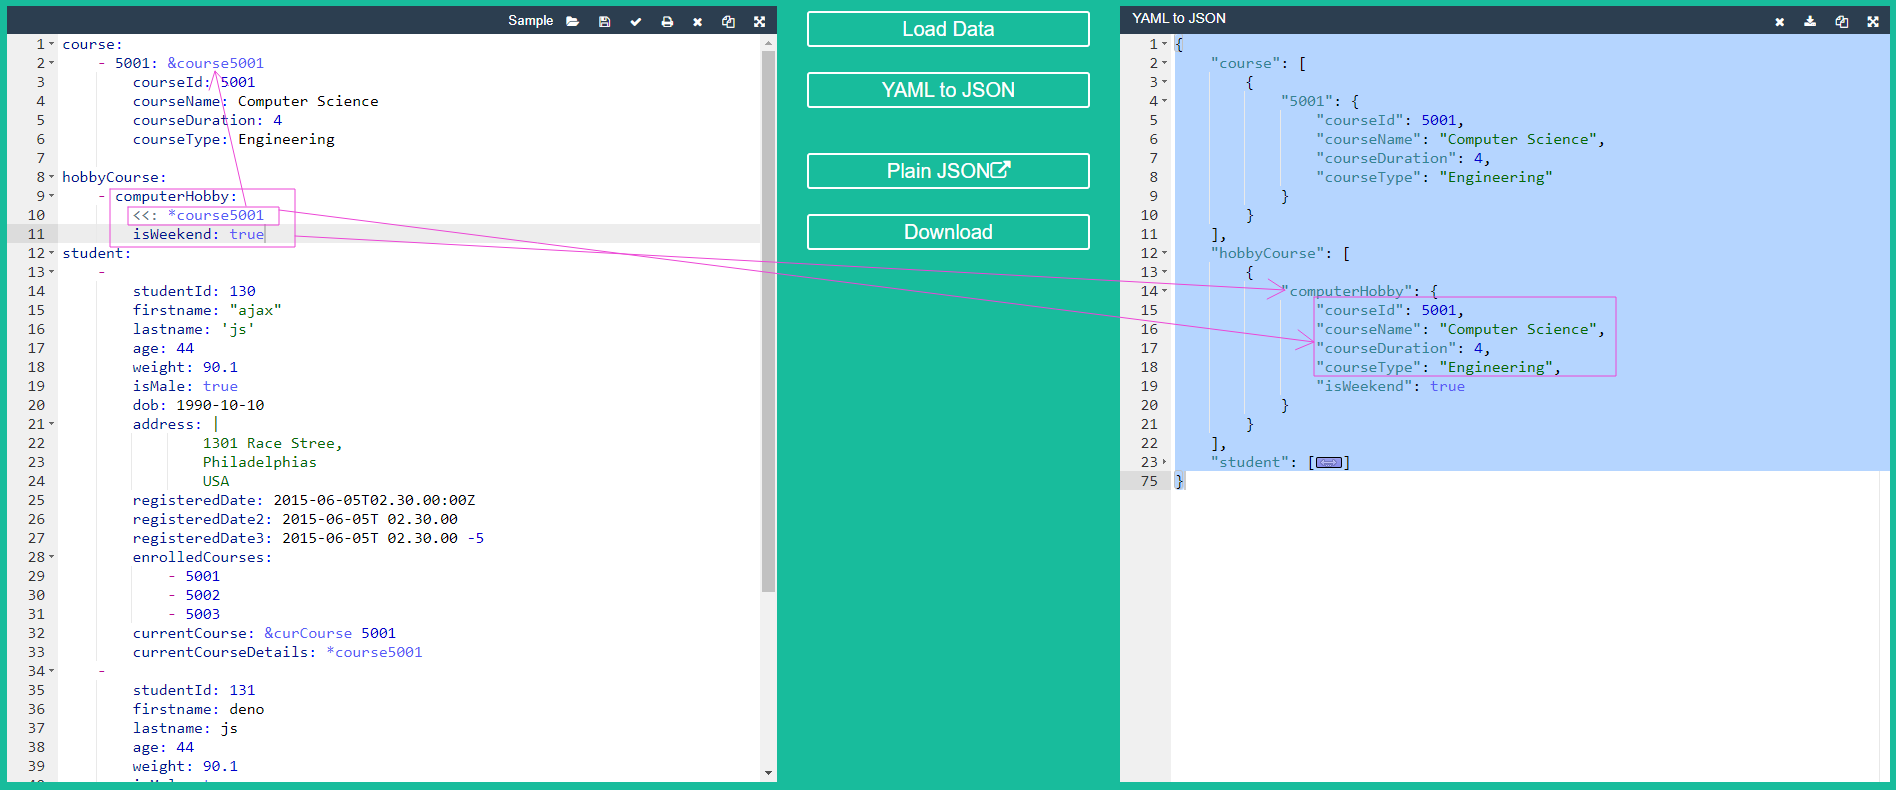 Sample
1 course:
2 - 5001: &course5001
3 courseId: 5001
4 courseName: Computer Science
5 courseDuration: 4
6 courseType: Engineering
7
8 hobbyCourse:
9 - computerHobby:
10 <<: *course5001
11 isWeekend: true
12 student:
13 -
14 studentId: 130
15 firstname: "ajax"
16 lastname: 'js'
17 age: 44
18 weight: 90.1
19 isMale: true
20 dob: 1990-10-10
21 address: |
22 1301 Race Stree,
23 Philadelphias
24 USA
25 registeredDate: 2015-06-05T02.30.00:00Z
26 registeredDate2: 2015-06-05T 02.30.00
27 registeredDate3: 2015-06-05T 02.30.00 -5
28 enrolledCourses:
29 - 5001
30 - 5002
31 - 5003
32 currentCourse: &curCourse 5001
33 currentCourseDetails: *course5001
34 -
35 studentId: 131
36 firstname: deno
37 lastname: js
38 age: 44
39 weight: 90.1
Load Data
YAML to JSON
Plain JSON
Download
YAML to JSON
1 {
2 "course": [
3 {
4 "5001": {
5 "courseId": 5001,
6 "courseName": "Computer Science",
7 "courseDuration": 4,
8 "courseType": "Engineering"
9 }
10 }
11 ],
12 "hobbyCourse": [
13 {
14 "computerHobby": {
15 "courseId": 5001,
16 "courseName": "Computer Science",
17 "courseDuration": 4,
18 "courseType": "Engineering",
19 "isWeekend": true
20 }
21 }
22 ],
23 "student": []
75 }